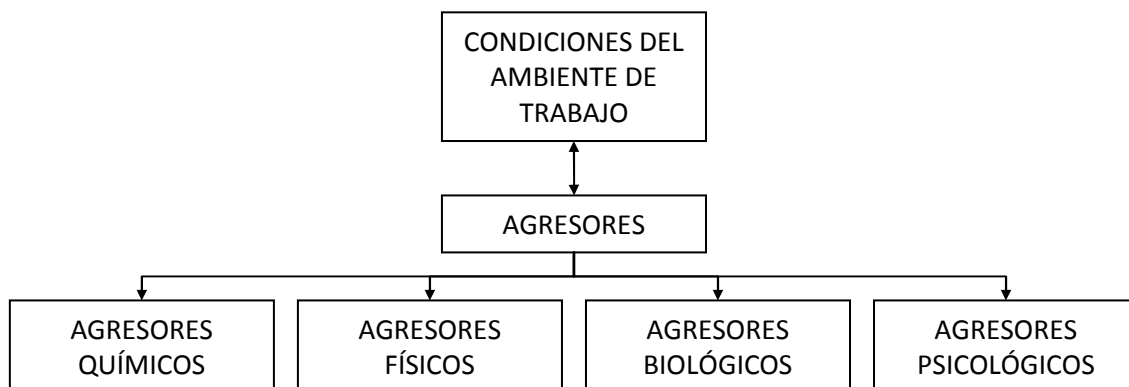 CONDICIONES DEL
AMBIENTE DE
TRABAJO
AGRESORES
AGRESORES
QUÍMICOS
AGRESORES
FÍSICOS
AGRESORES
BIOLÓGICOS
AGRESORES
PSICOLÓGICOS